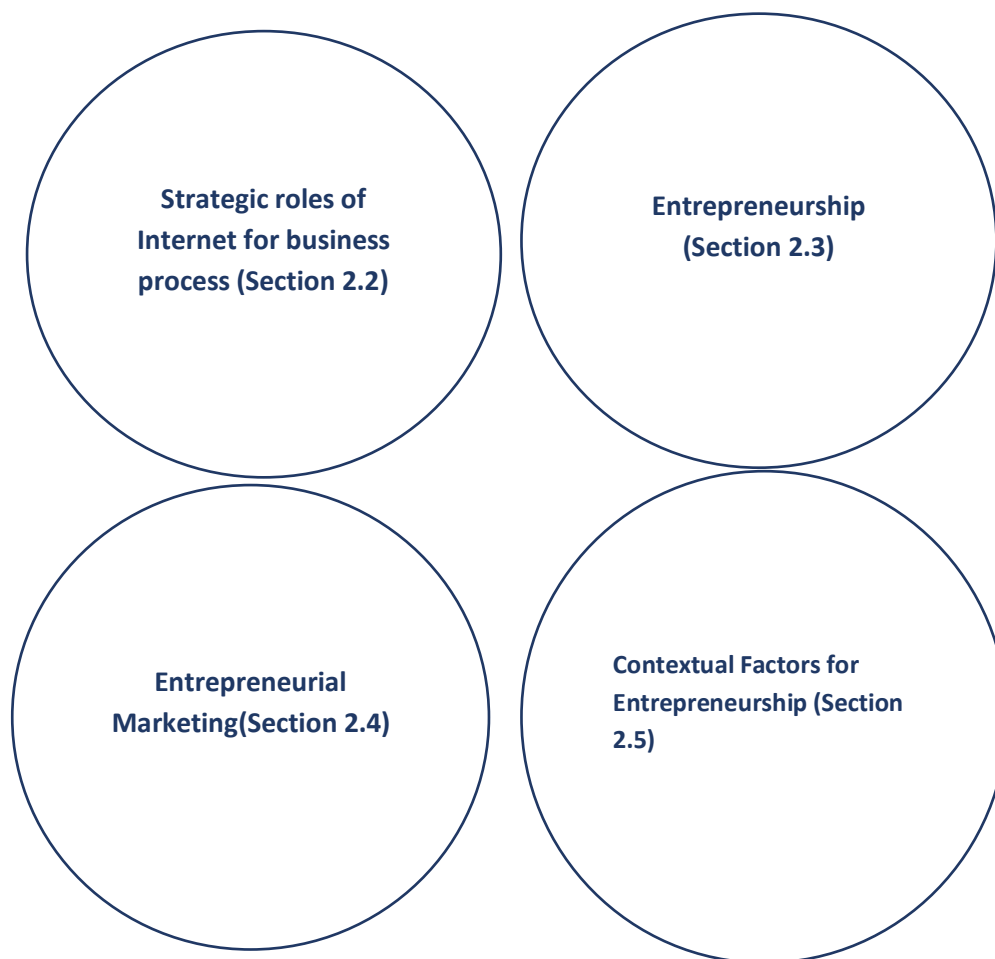 Strategic roles of
Internet for business
process (Section 2.2)
Entrepreneurship
(Section 2.3)
Entrepreneurial
Marketing(Section 2.4)
Contextual Factors for
Entrepreneurship (Section
2.5)